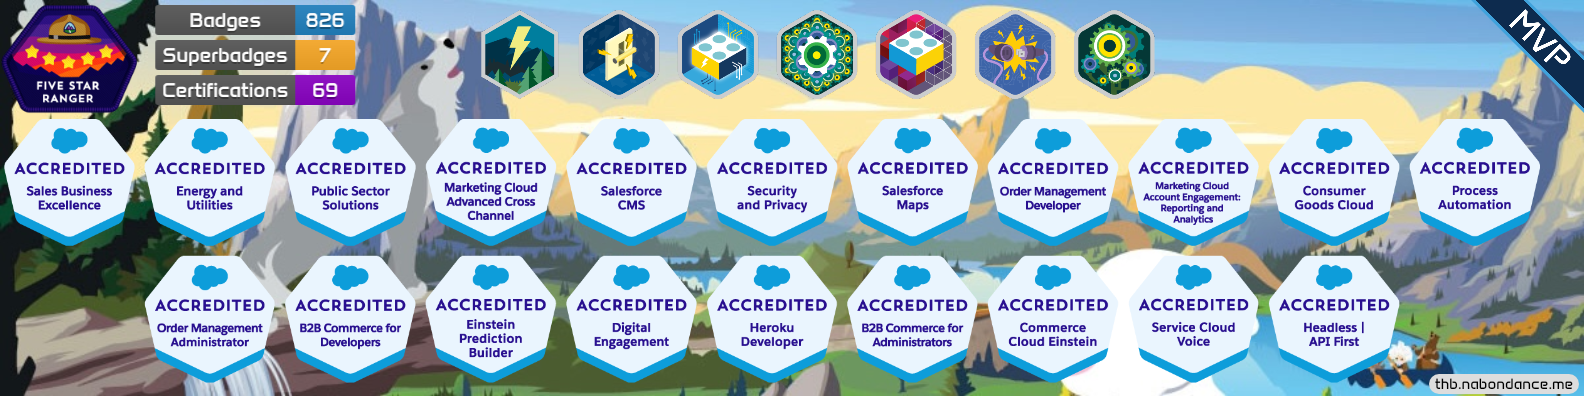 FIVE STAR
RANGER
Badges 826
Superbadges 7
Certifications 69
MVP
ACCREDITED
Sales Business
Excellence
ACCREDITED
Energy and
Utilities
ACCREDITED
Public Sector
Solutions
ACCREDITED
Marketing Cloud
Advanced Cross
Channel
ACCREDITED
Salesforce
CMS
ACCREDITED
Security
and Privacy
ACCREDITED
Salesforce
Maps
ACCREDITED
Order Management
Developer
ACCREDITED
Marketing Cloud
Account Engagement:
Reporting and
Analytics
ACCREDITED
Consumer
Goods Cloud
ACCREDITED
Process
Automation
ACCREDITED
Order Management
Administrator
ACCREDITED
B2B Commerce for
Developers
ACCREDITED
Einstein
Prediction
Builder
ACCREDITED
Digital
Engagement
ACCREDITED
Heroku
Developer
ACCREDITED
B2B Commerce for
Administrators
ACCREDITED
Commerce
Cloud Einstein
ACCREDITED
Service Cloud
Voice
ACCREDITED
Headless |
API First
thb.nabondance.me